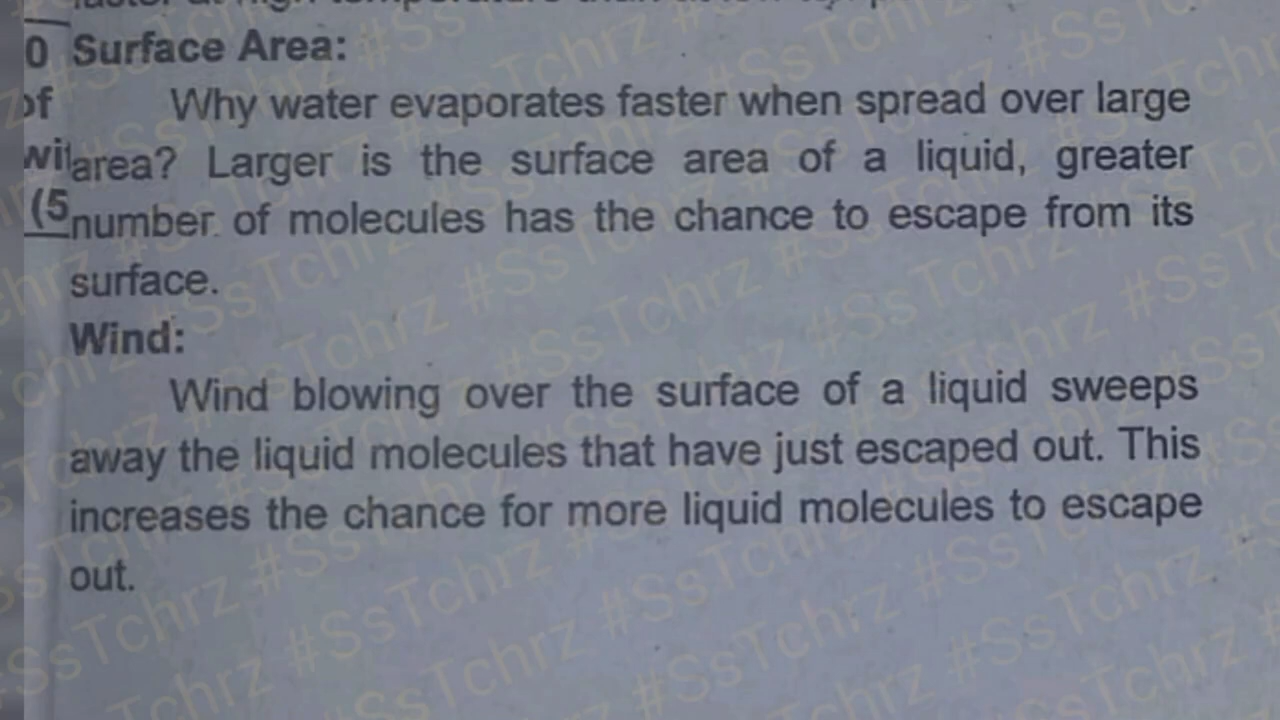 0 Surface Area:
of Why water evaporates faster when spread over large
wil area? Larger is the surface area of a liquid, greater
(5 number of molecules has the chance to escape from its
surface.
Wind:
Wind blowing over the surface of a liquid sweeps
away the liquid molecules that have just escaped out. This
increases the chance for more liquid molecules to escape
out.
#SsTchrz